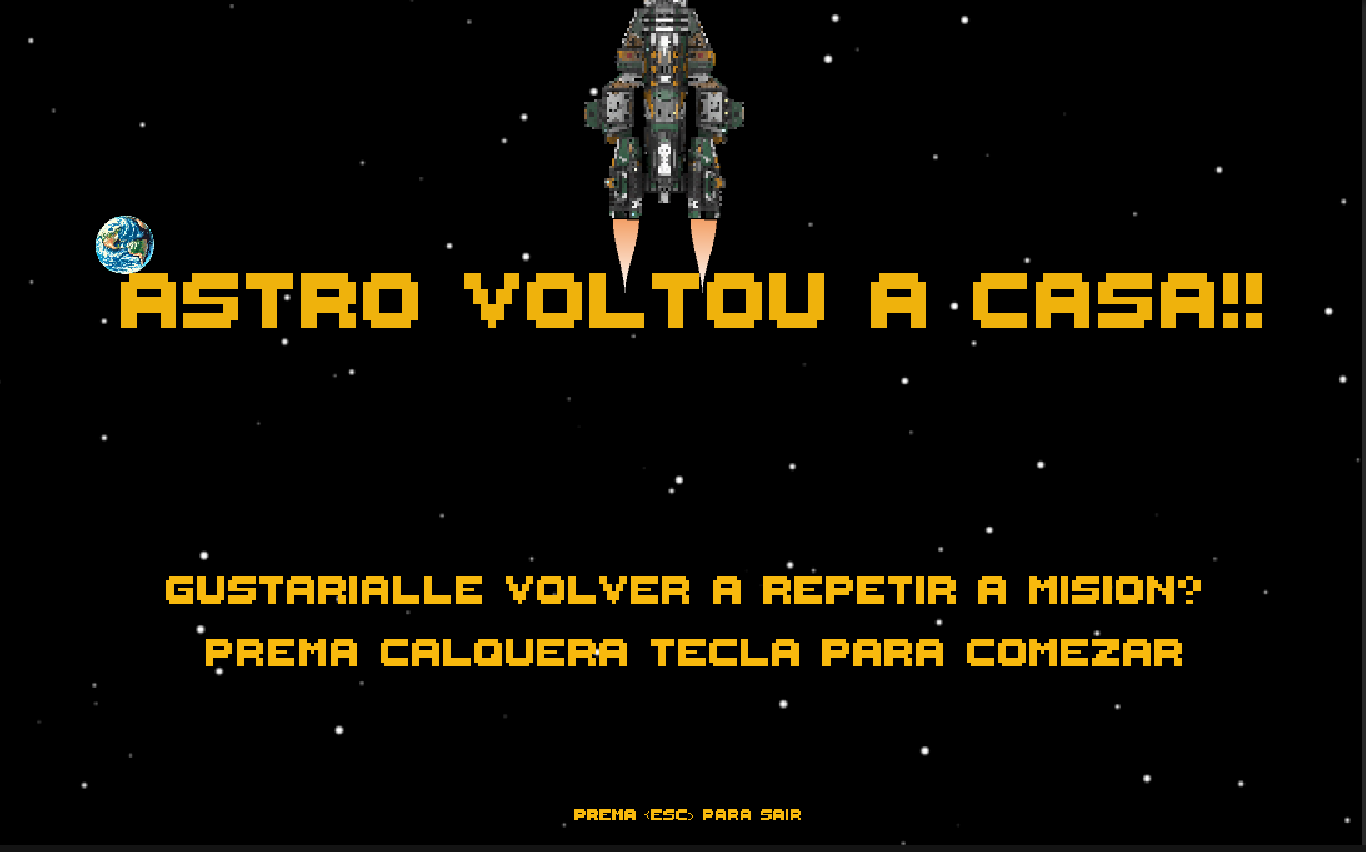 ASTRO VOLTOU A CASA!!
GUSTARIALLE VOLVER A REPETIR A MISION?
PREMA CALQUERA TECLA PARA COMEZAR
PREMA <ESC> PARA SAIR